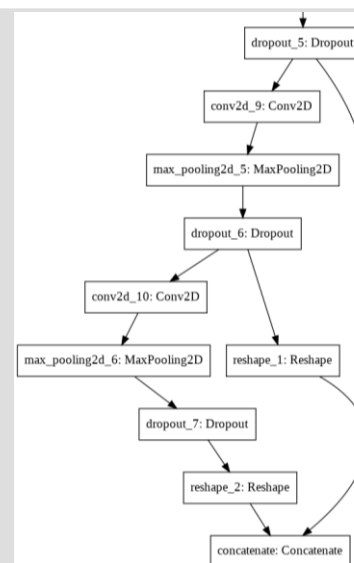 dropout_5: Dropout
conv2d_9: Conv2D
max_pooling2d_5: MaxPooling2D
dropout_6: Dropout
conv2d_10: Conv2D
max_pooling2d_6: MaxPooling2D
reshape_1: Reshape
dropout_7: Dropout
reshape_2: Reshape
concatenate: Concatenate